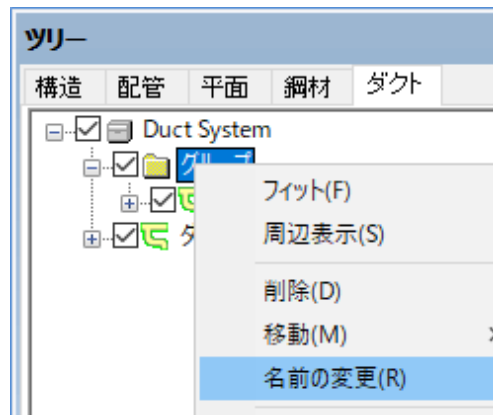 ツリー
構造 配管 平面 鋼材 ダクト
Duct System
グループ
フィット(F)
周辺表示(S)
ダ
削除(D)
移動(M)
名前の変更(R)